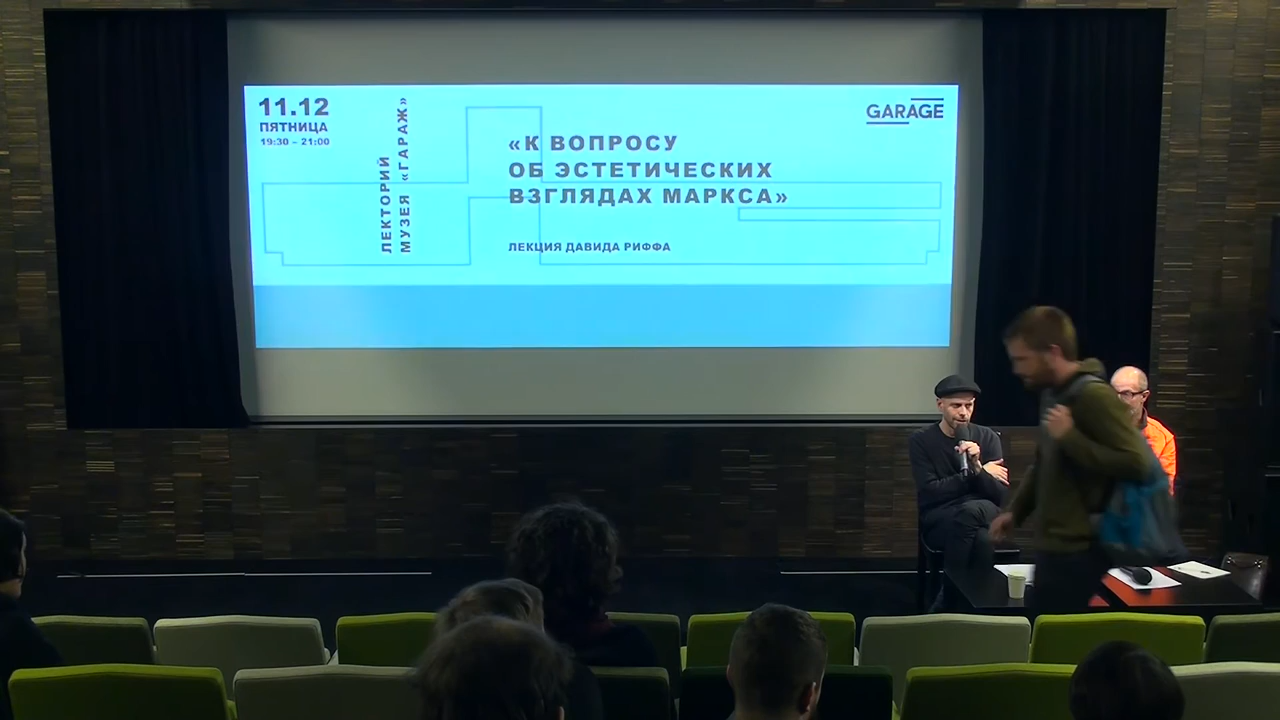 11.12
ПЯТНИЦА
19:30 – 21:00
ЛЕКТОРИЙ
МУЗЕЯ «ГАРАЖ»
«К ВОПРОСУ
ОБ ЭСТЕТИЧЕСКИХ
ВЗГЛЯДАХ МАРКСА»
ЛЕКЦИЯ ДАВИДА РИФФА
GARAGE